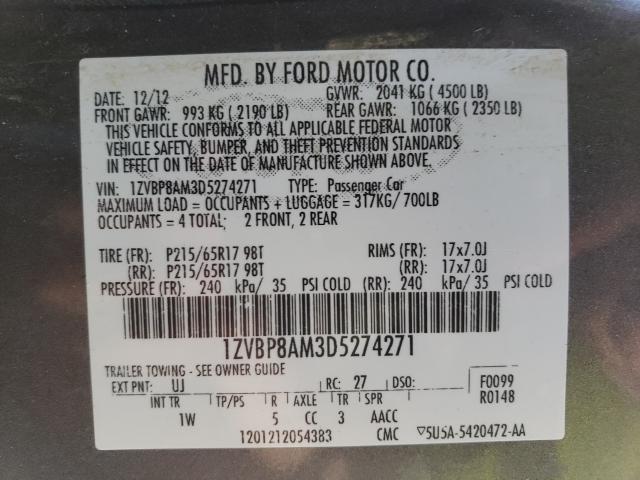 MFD. BY FORD MOTOR CO.
DATE: 12/12 GVWR: 2041 KG ( 4500 LB)
FRONT GAWR: 993 KG ( 2190 LB) REAR GAWR: 1066 KG ( 2350 LB)
THIS VEHICLE CONFORMS TO ALL APPLICABLE FEDERAL MOTOR
VEHICLE SAFETY, BUMPER, AND THEFT PREVENTION STANDARDS
IN EFFECT ON THE DATE OF MANUFACTURE SHOWN ABOVE.
VIN: 1ZVBP8AM3D5274271 TYPE: Passenger Car
MAXIMUM LOAD = OCCUPANTS + LUGGAGE = 317KG/ 700LB
OCCUPANTS = 4 TOTAL; 2 FRONT, 2 REAR
TIRE (FR): P215/65R17 98T RIMS (FR): 17x7.0J
(RR): P215/65R17 98T (RR): 17x7.0J
PRESSURE (FR): 240 kPa/ 35 PSI COLD (RR): 240 kPa/ 35 PSI COLD
1ZVBP8AM3D5274271
TRAILER TOWING - SEE OWNER GUIDE
EXT PNT: UJ RC: 27 DSO: F0099
R0148
INT TR TP/PS R AXLE TR SPR
1W 5 CC 3 AACC
1201212054383 CMC ▽5U5A-5420472-AA